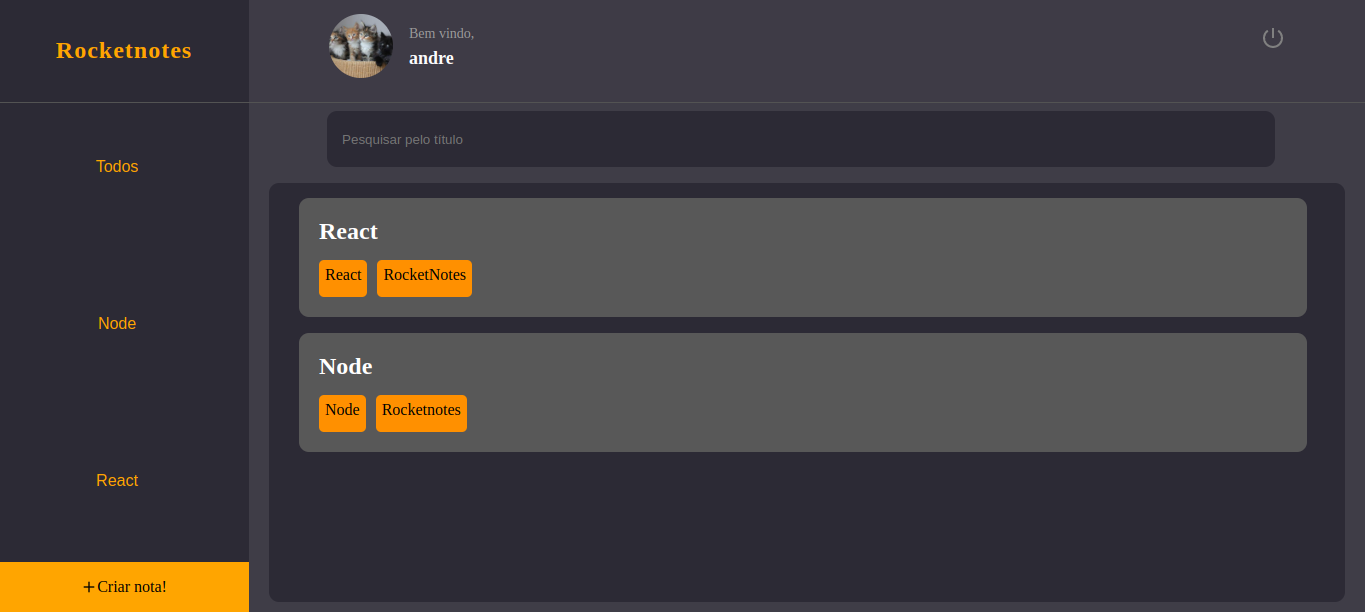 Rocketnotes
Bem vindo,
andre
Pesquisar pelo título
Todos
Node
React
Criar nota!
React
React RocketNotes
Node
Node Rocketnotes